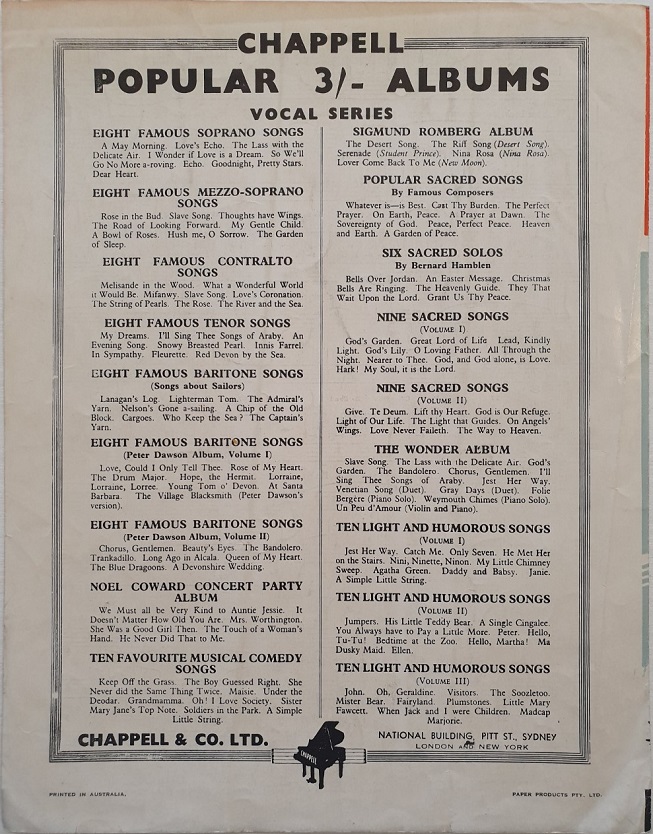 CHAPPELL
POPULAR 3/- ALBUMS
VOCAL SERIES
EIGHT FAMOUS SOPRANO SONGS
A May Morning. Love's Echo. The Lass with the
Delicate Air. I Wonder if Love is a Dream. So We'll
Go No More a-roving. Echo. Goodnight, Pretty Stars.
Dear Heart.
EIGHT FAMOUS MEZZO-SOPRANO
SONGS
Rose in the Bud. Slave Song. Thoughts have Wings.
The Road of Looking Forward. My Gentle Child.
A Bowl of Roses. Hush me, O Sorrow. The Garden
of Sleep.
EIGHT FAMOUS CONTRALTO
SONGS
Melisande in the Wood. What a Wonderful World
it Would Be. Mifanwy. Slave Song. Love's Coronation.
The String of Pearls. The Rose. The River and the Sea.
EIGHT FAMOUS TENOR SONGS
My Dreams. I'll Sing Thee Songs of Araby. An
Evening Song. Snowy Breasted Pearl. Innis Farrel.
In Sympathy. Fleurette. Red Devon by the Sea.
EIGHT FAMOUS BARITONE SONGS
(Songs about Sailors)
Lanagan's Log. Lighterman Tom. The Admiral's
Yarn. Nelson's Gone a-sailing. A Chip of the Old
Block. Cargoes. Who Keep the Sea? The Captain's
Yarn.
EIGHT FAMOUS BARITONE SONGS
(Peter Dawson Album, Volume I)
Love, Could I Only Tell Thee. Rose of My Heart.
The Drum Major. Hope, the Hermit. Lorraine,
Lorraine, Lorree. Young Tom o' Devon. At Santa
Barbara. The Village Blacksmith (Peter Dawson's
version).
EIGHT FAMOUS BARITONE SONGS
(Peter Dawson Album, Volume II)
Chorus, Gentlemen. Beauty's Eyes. The Bandolero.
Trankadillo. Long Ago in Alcala. Queen of My Heart.
The Blue Dragoons. A Devonshire Wedding.
NOEL COWARD CONCERT PARTY
ALBUM
We Must all be Very Kind to Auntie Jessie. It
Doesn't Matter How Old You Are. Mrs. Worthington.
She Was a Good Girl Then. The Touch of a Woman's
Hand. He Never Did That to Me.
TEN FAVOURITE MUSICAL COMEDY
SONGS
Keep Off the Grass. The Boy Guessed Right. She
Never did the Same Thing Twice. Maisie. Under the
Deodar. Grandmamma. Oh! I Love Society. Sister
Mary Jane's Top Note. Soldiers in the Park. A Simple
Little String.
SIGMUND ROMBERG ALBUM
The Desert Song. The Riff Song (Desert Song).
Serenade (Student Prince). Nina Rosa (Nina Rosa).
Lover Come Back To Me (New Moon).
POPULAR SACRED SONGS
By Famous Composers
Whatever is—is Best. Cast Thy Burden. The Perfect
Prayer. On Earth, Peace. A Prayer at Dawn. The
Sovereignty of God. Peace, Perfect Peace. Heaven
and Earth. A Garden of Peace.
SIX SACRED SOLOS
By Bernard Hamblen
Bells Over Jordan. An Easter Message. Christmas
Bells Are Ringing. The Heavenly Guide. They That
Wait Upon the Lord. Grant Us Thy Peace.
NINE SACRED SONGS
(VOLUME I)
God's Garden. Great Lord of Life Lead, Kindly
Light. God's Lily. O Loving Father. All Through the
Night. Nearer to Thee. God, and God alone, is Love.
Hark! My Soul, it is the Lord.
NINE SACRED SONGS
(VOLUME II)
Give. Te Deum. Lift thy Heart. God is Our Refuge.
Light of Our Life. The Light that Guides. On Angels'
Wings. Love Never Faileth. The Way to Heaven.
THE WONDER ALBUM
Slave Song. The Lass with the Delicate Air. God's
Garden. The Bandolero. Chorus, Gentlemen. I'll
Sing Thee Songs of Araby. Jest Her Way.
Venetian Song (Duet). Gray Days (Duet). Folie
Bergère (Piano Solo). Weymouth Chimes (Piano Solo).
Un Peu d'Amour (Violin and Piano).
TEN LIGHT AND HUMOROUS SONGS
(VOLUME I)
Jest Her Way. Catch Me. Only Seven. He Met Her
on the Stairs. Nini, Ninette, Ninon. My Little Chimney
Sweep. Agatha Green. Daddy and Babsy. Janie.
A Simple Little String.
TEN LIGHT AND HUMOROUS SONGS
(VOLUME II)
Jumpers. His Little Teddy Bear. A Single Cingalee.
You Always have to Pay a Little More. Peter. Hello,
Tu-Tu! Bedtime at the Zoo. Hello, Martha! Ma
Dusky Maid. Ellen.
TEN LIGHT AND HUMOROUS SONGS
(VOLUME III)
John. Oh, Geraldine. Visitors. The Soozletoo.
Mister Bear. Fairyland. Plumstones. Little Mary
Fawcett. When Jack and I were Children. Madcap
Marjorie.
CHAPPELL & CO. LTD.
CHAPPELL
NATIONAL BUILDING, PITT ST., SYDNEY
LONDON AND NEW YORK
PRINTED IN AUSTRALIA.
PAPER PRODUCTS PTY. LTD.